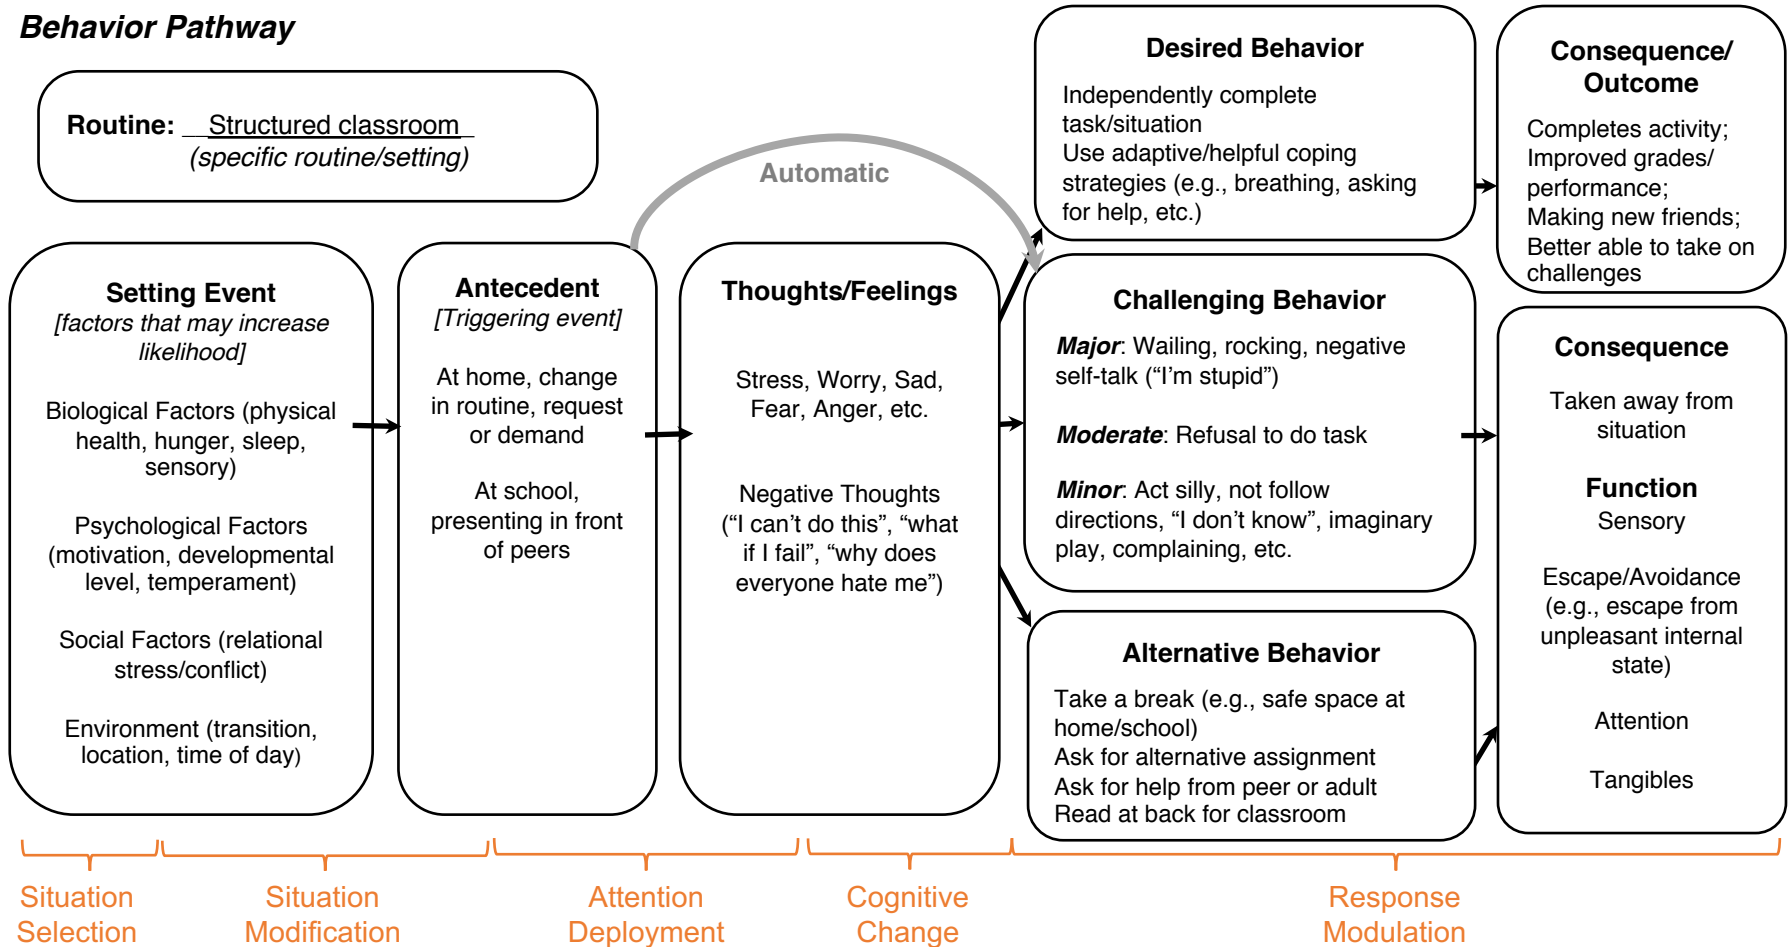 Behavior Pathway
Routine: __Structured classroom_
(specific routine/setting)
Automatic
Setting Event
[factors that may increase
likelihood]
Biological Factors (physical
health, hunger, sleep,
sensory)
Psychological Factors
(motivation, developmental
level, temperament)
Social Factors (relational
stress/conflict)
Environment (transition,
location, time of day)
Antecedent
[Triggering event]
At home, change
in routine, request
or demand
At school,
presenting in front
of peers
Thoughts/Feelings
Stress, Worry, Sad,
Fear, Anger, etc.
Negative Thoughts
(“I can’t do this”, “what
if I fail”, “why does
everyone hate me”)
Desired Behavior
Independently complete
task/situation
Use adaptive/helpful coping
strategies (e.g., breathing, asking
for help, etc.)
Challenging Behavior
Major: Wailing, rocking, negative
self-talk (“I’m stupid”)
Moderate: Refusal to do task
Minor: Act silly, not follow
directions, “I don’t know”, imaginary
play, complaining, etc.
Alternative Behavior
Take a break (e.g., safe space at
home/school)
Ask for alternative assignment
Ask for help from peer or adult
Read at back for classroom
Consequence/
Outcome
Completes activity;
Improved grades/
performance;
Making new friends;
Better able to take on
challenges
Consequence
Taken away from
situation
Function
Sensory
Escape/Avoidance
(e.g., escape from
unpleasant internal
state)
Attention
Tangibles
Situation
Selection
Situation
Modification
Attention
Deployment
Cognitive
Change
Response
Modulation